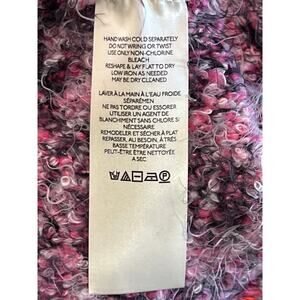 HAND WASH COLD SEPARATELY
DO NOT WRING OR TWIST
USE ONLY NON-CHLORINE
BLEACH
RESHAPE & LAY FLAT TO DRY
LOW IRON AS NEEDED
MAY BE DRY CLEANED
LAVER À LA MAIN À L'EAU FROIDE
SÉPARÉMEN
NE PAS TORDRE OU ESSORER
UTILISER UN AGENT DE
BLANCHIMENT SANS CHLORE SI
NÉCESSAIRE
REMODELER ET SÉCHER À PLAT
REPASSER, AU BESOIN, À TRÈS
BASSE TEMPÉRATURE
PEUT-ÊTRE ÊTRE NETTOYÉE
A SEC